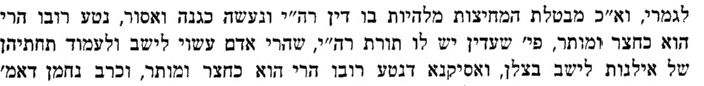 לגמרי, וא״כ מבטלת המחיצות מלהיות בו דין רה״י ונעשה כגנה ואסור, נטע רובו הרי
הוא כחצר ומותר, פי׳ שעדין יש לו תורת רה״י, שהרי אדם עשוי לישב ולעמוד תחתיהן
של אילנות לישב בצלן, ואסיקנא דנטע רובו הרי הוא כחצר ומותר, וכרב נחמן דאמ׳